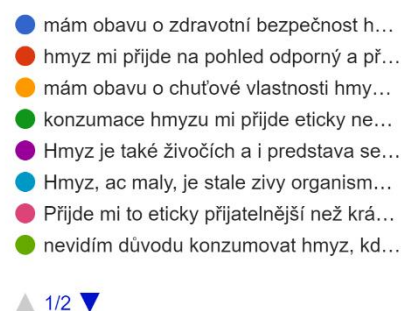 mám obavu o zdravotní bezpečnost h…
hmyz mi přijde na pohled odporný a př…
mám obavu o chuťové vlastnosti hmy…
konzumace hmyzu mi přijde eticky ne…
Hmyz je také živočích a i predstava se…
Hmyz, ac maly, je stale zivy organism…
Přijde mi to eticky přijatelnější než krá…
nevidím důvodu konzumovat hmyz, kd…
1/2